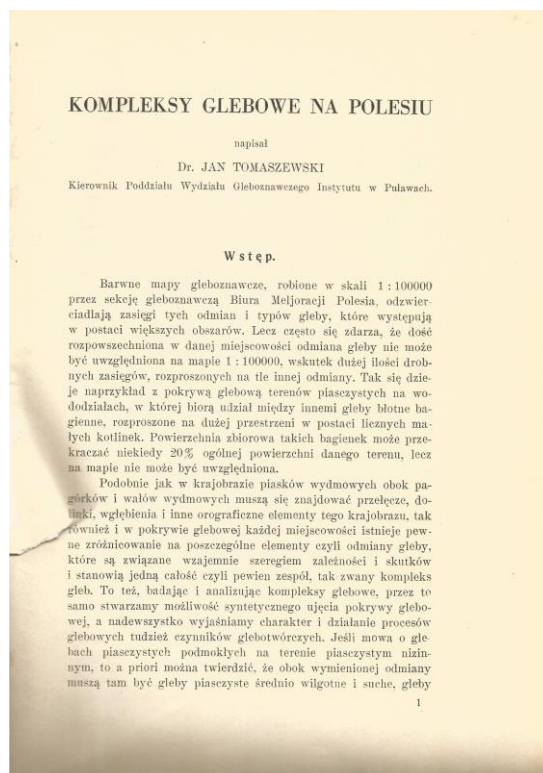 KOMPLEKSY GLEBOWE NA POLESIU
napisał
Dr. JAN TOMASZEWSKI
Kierownik Poddziału Wydziału Gleboznawczego Instytutu w Puławach.
Wstęp.
Barwne mapy gleboznawcze, robione w skali 1 : 100000
przez sekcję gleboznawczą Biura Meljoracji Polesia, odzwier-
ciadlają zasięgi tych odmian i typów gleby, które występują
w postaci większych obszarów. Lecz często się zdarza, że dość
rozpowszechniona w danej miejscowości odmiana gleby nie może
być uwzględniona na mapie 1 : 100000, wskutek dużej ilości drob-
nych zasięgów, rozproszonych na tle innej odmiany. Tak się dzie-
je naprzykład z pokrywą glebową terenów piasczystych na wo-
dodziałach, w której biorą udział między innemi gleby błotne ba-
gienne, rozproszone na dużej przestrzeni w postaci licznych ma-
łych kotlinek. Powierzchnia zbiorowa takich bagienek może prze-
kraczać niekiedy 20% ogólnej powierzchni danego terenu, lecz
na mapie nie może być uwzględniona.
Podobnie jak w krajobrazie piasków wydmowych obok pa-
górków i wałów wydmowych muszą się znajdować przełęcze, do-
linki, wgłębienia i inne orograficzne elementy tego krajobrazu, tak
również i w pokrywie glebowej każdej miejscowości istnieje pew-
ne zróżnicowanie na poszczególne elementy czyli odmiany gleby,
które są związane wzajemnie szeregiem zależności i skutków
i stanowią jedną całość czyli pewien zespół, tak zwany kompleks
gleb. To też, badając i analizując kompleksy glebowe, przez to
samo stwarzamy możliwość syntetycznego ujęcia pokrywy glebo-
wej, a nadewszystko wyjaśniamy charakter i działanie procesów
glebowych tudzież czynników glebotwórczych. Jeśli mowa o gle-
bach piasczystych podmokłych na terenie piasczystym nizin-
nym, to a priori można twierdzić, że obok wymienionej odmiany
muszą tam być gleby piasczyste średnio wilgotne i suche, gleby
1